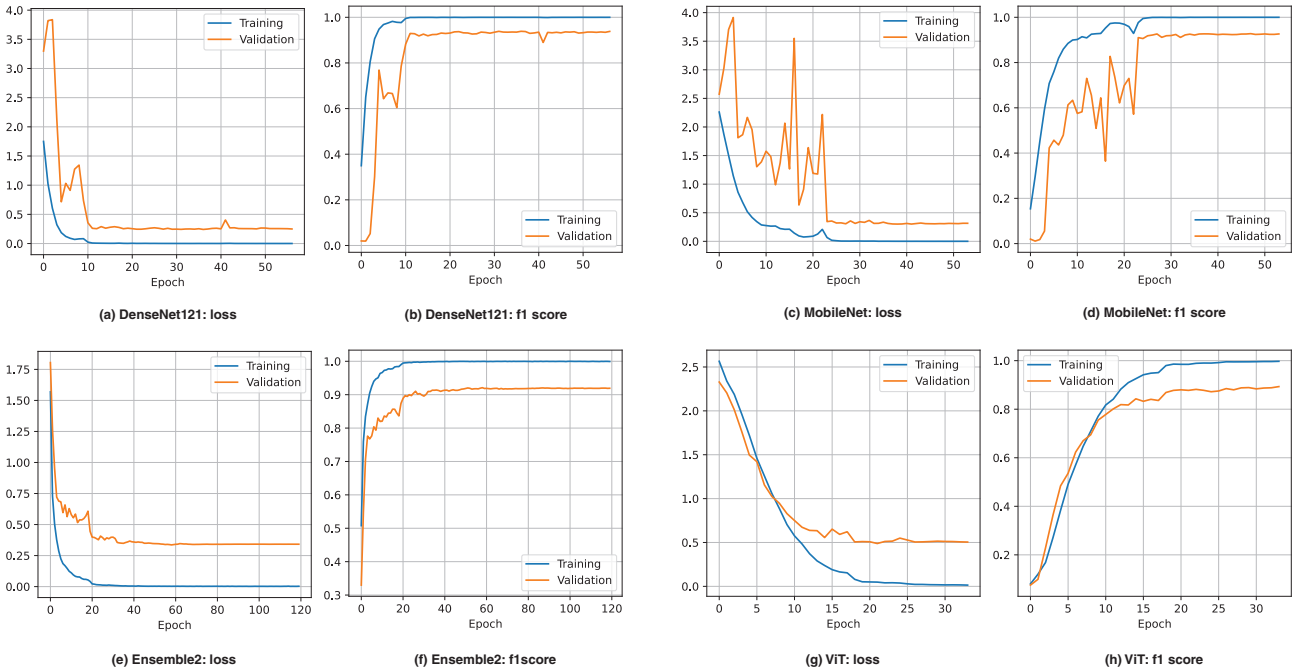 4.0
3.5
3.0
2.5
2.0
1.5
1.0
0.5
0.0
0 10 20 30 40 50
Epoch
Training
Validation
(a) DenseNet121: loss
1.0
0.8
0.6
0.4
0.2
0.0
0 10 20 30 40 50
Epoch
Training
Validation
(b) DenseNet121: f1 score
4.0
3.5
3.0
2.5
2.0
1.5
1.0
0.5
0.0
0 10 20 30 40 50
Epoch
Training
Validation
(c) MobileNet: loss
1.0
0.8
0.6
0.4
0.2
0.0
0 10 20 30 40 50
Epoch
Training
Validation
(d) MobileNet: f1 score
1.75
1.50
1.25
1.00
0.75
0.50
0.25
0.00
0 20 40 60 80 100 120
Epoch
Training
Validation
(e) Ensemble2: loss
1.0
0.9
0.8
0.7
0.6
0.5
0.4
0.3
0 20 40 60 80 100 120
Epoch
Training
Validation
(f) Ensemble2: f1score
2.5
2.0
1.5
1.0
0.5
0.0
0 5 10 15 20 25 30
Epoch
Training
Validation
(g) ViT: loss
1.0
0.8
0.6
0.4
0.2
0 5 10 15 20 25 30
Epoch
Training
Validation
(h) ViT: f1 score